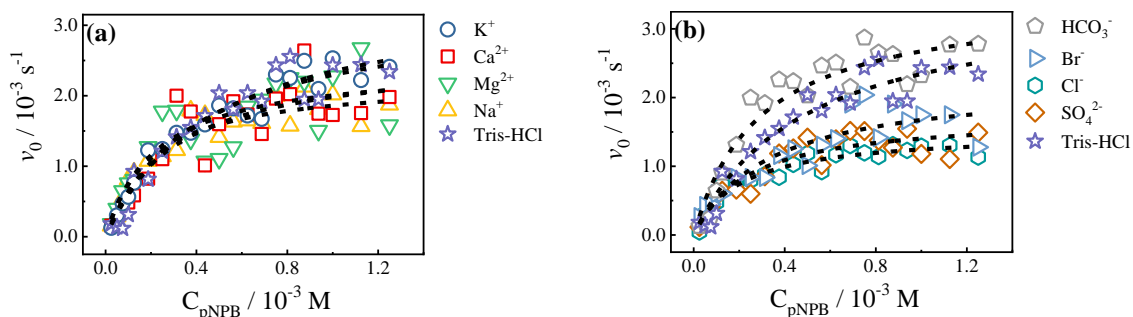 (a)
3.0
2.0
1.0
0.0
v₀ / 10⁻³ s⁻¹
0.0 0.4 0.8 1.2
C_pNPB / 10⁻³ M
K⁺
Ca²⁺
Mg²⁺
Na⁺
Tris-HCl
(b)
3.0
2.0
1.0
0.0
v₀ / 10⁻³ s⁻¹
0.0 0.4 0.8 1.2
C_pNPB / 10⁻³ M
HCO₃⁻
Br⁻
Cl⁻
SO₄²⁻
Tris-HCl